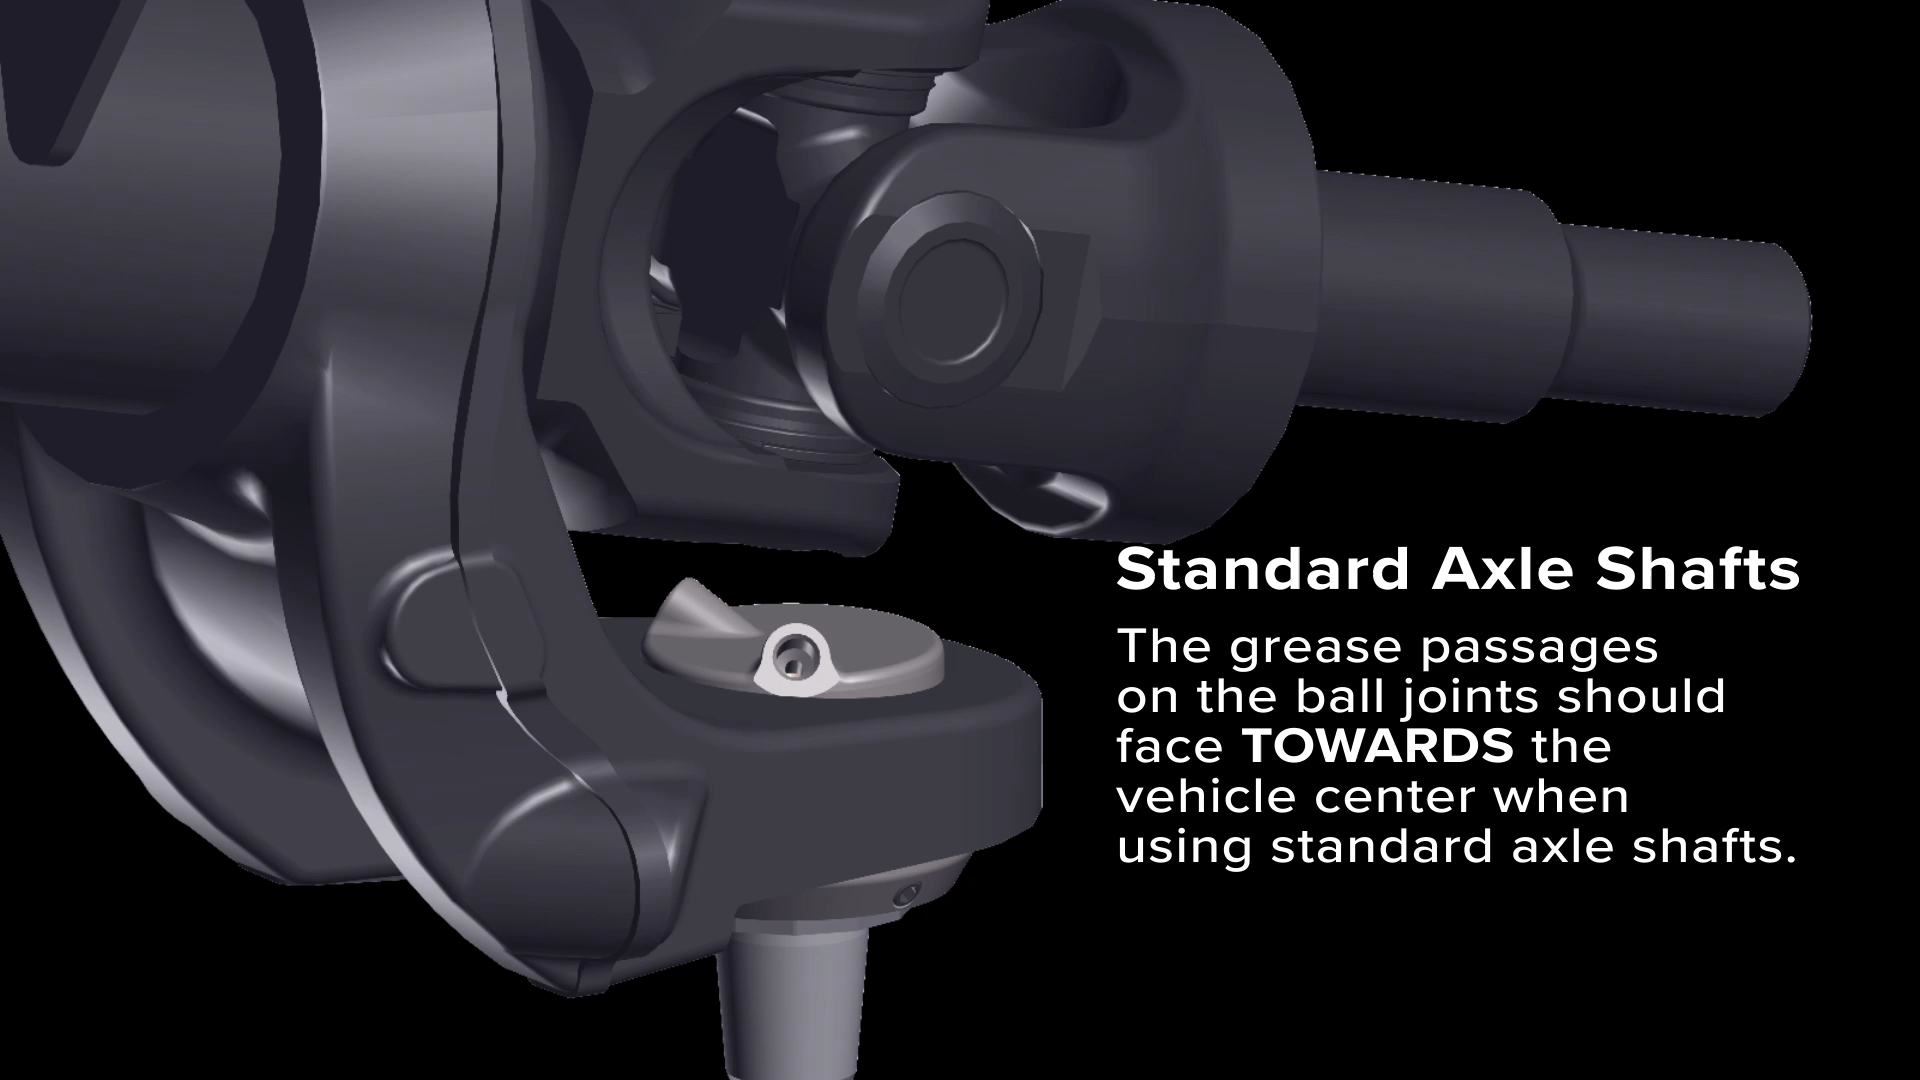 Standard Axle Shafts
The grease passages
on the ball joints should
face TOWARDS the
vehicle center when
using standard axle shafts.